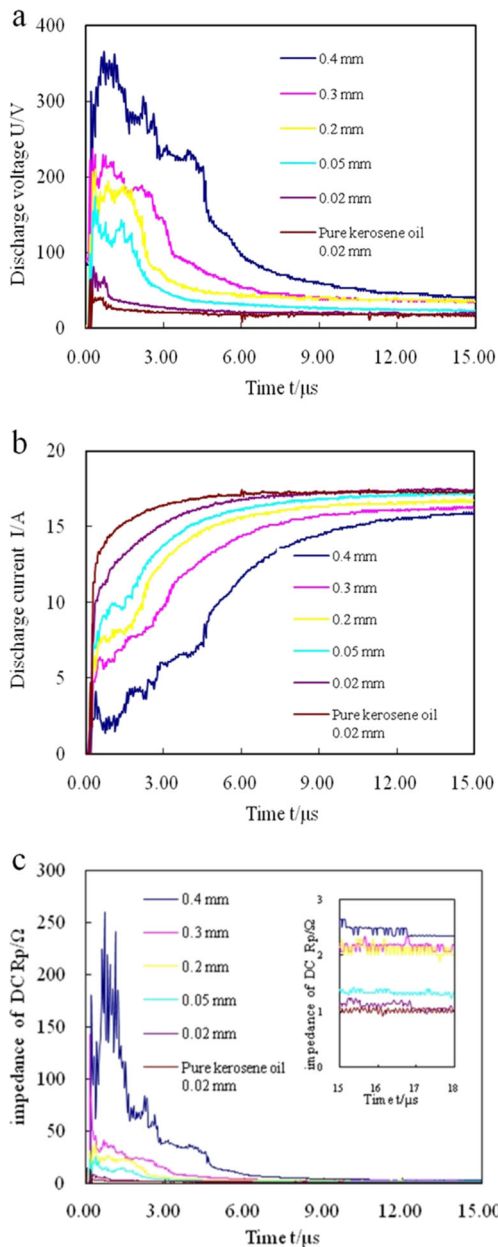 a
400
300
200
100
0
Discharge voltage U/V
0.4 mm
0.3 mm
0.2 mm
0.05 mm
0.02 mm
Pure kerosene oil
0.02 mm
0.00 3.00 6.00 9.00 12.00 15.00
Time t/μs
b
20
15
10
5
0
Discharge current I/A
0.4 mm
0.3 mm
0.2 mm
0.05 mm
0.02 mm
Pure kerosene oil
0.02 mm
0.00 3.00 6.00 9.00 12.00 15.00
Time t/μs
c
300
250
200
150
100
50
0
impedance of DC Rp/Ω
0.4 mm
0.3 mm
0.2 mm
0.05 mm
0.02 mm
Pure kerosene oil
0.02 mm
3
2
1
0
impedance of DC Rp/Ω
15 16 17 18
Time t/μs
0.00 3.00 6.00 9.00 12.00 15.00
Time t/μs